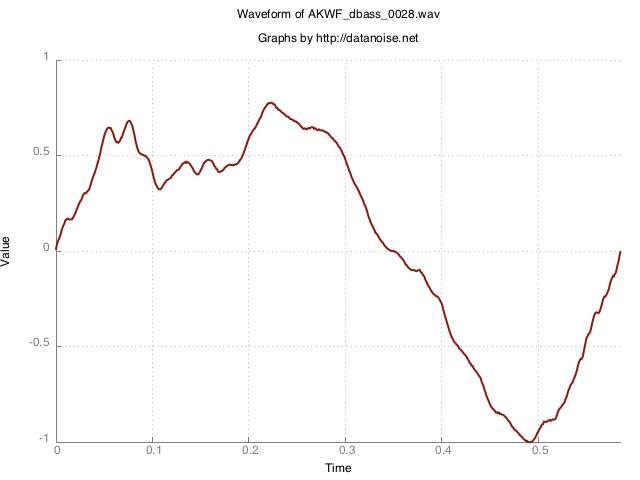 Waveform of AKWF_dbass_0028.wav
Graphs by http://datanoise.net
1
0.5
0
-0.5
-1
Value
0 0.1 0.2 0.3 0.4 0.5
Time